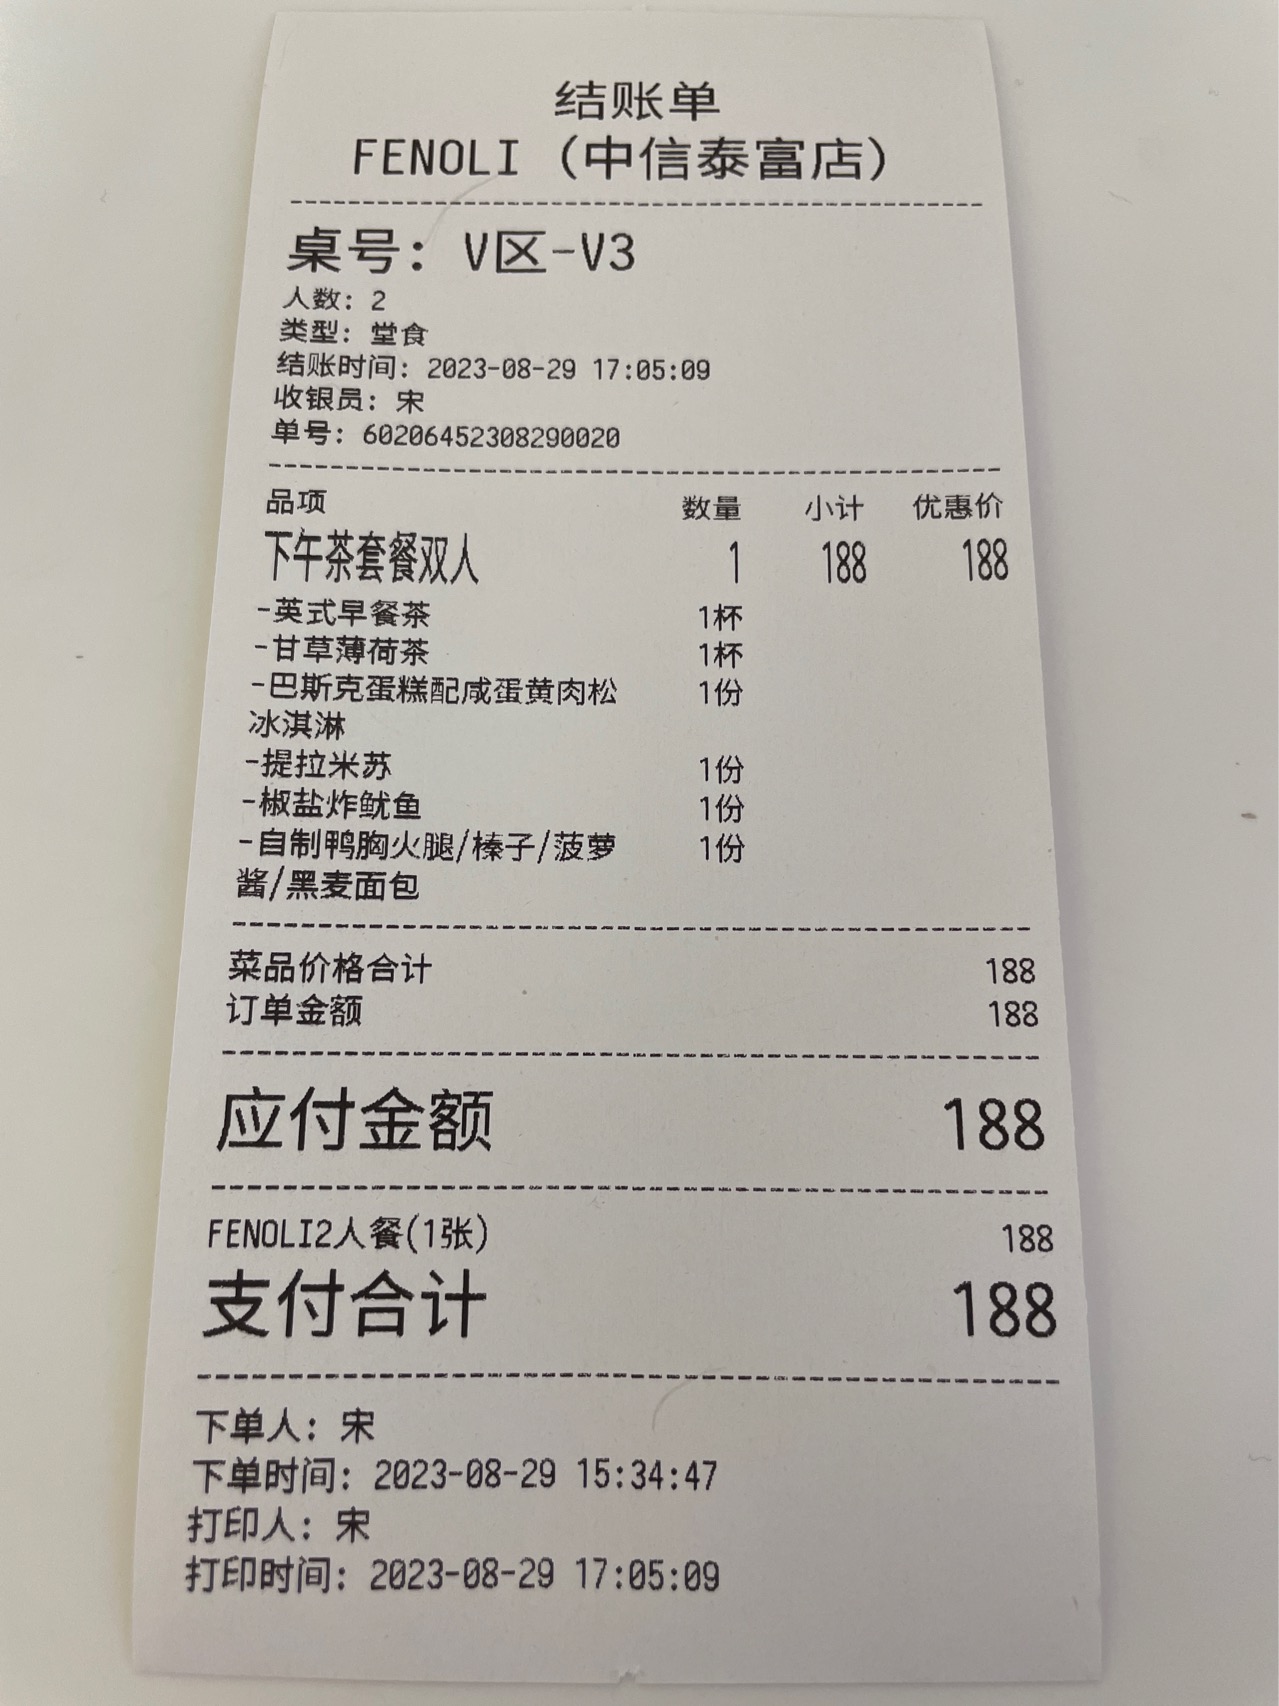 结账单
FENOLI（中信泰富店）
桌号：V区-V3
人数：2
类型：堂食
结账时间：2023-08-29 17:05:09
收银员：宋
单号：60206452308290020
品项 数量 小计 优惠价
下午茶套餐双人 1 188 188
-英式早餐茶 1杯
-甘草薄荷茶 1杯
-巴斯克蛋糕配咸蛋黄肉松 1份
冰淇淋
-提拉米苏 1份
-椒盐炸鱿鱼 1份
-自制鸭胸火腿/榛子/菠萝 1份
酱/黑麦面包
菜品价格合计 188
订单金额 188
应付金额 188
FENOLI2人餐(1张) 188
支付合计 188
下单人：宋
下单时间：2023-08-29 15:34:47
打印人：宋
打印时间：2023-08-29 17:05:09